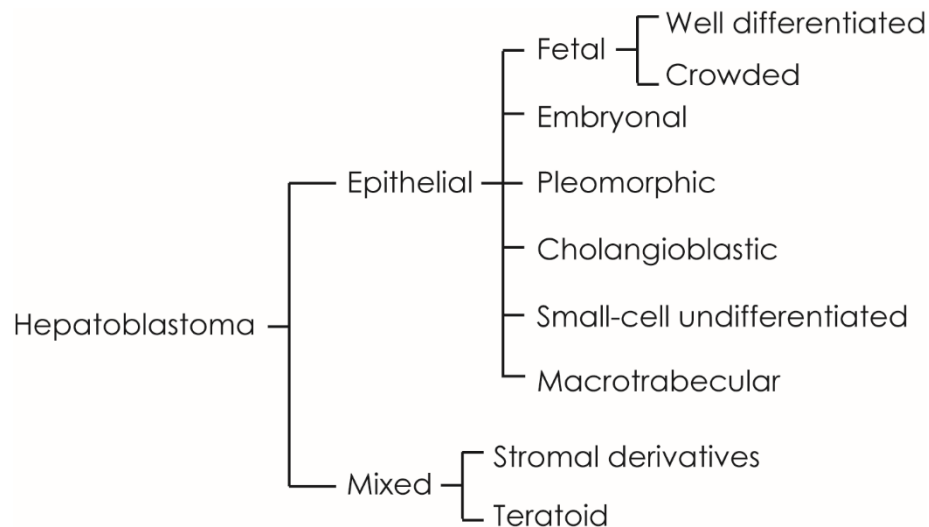 Well differentiated
Fetal
Crowded
Embryonal
Epithelial
Pleomorphic
Cholangioblastic
Small-cell undifferentiated
Hepatoblastoma
Macrotrabecular
Stromal derivatives
Mixed
Teratoid